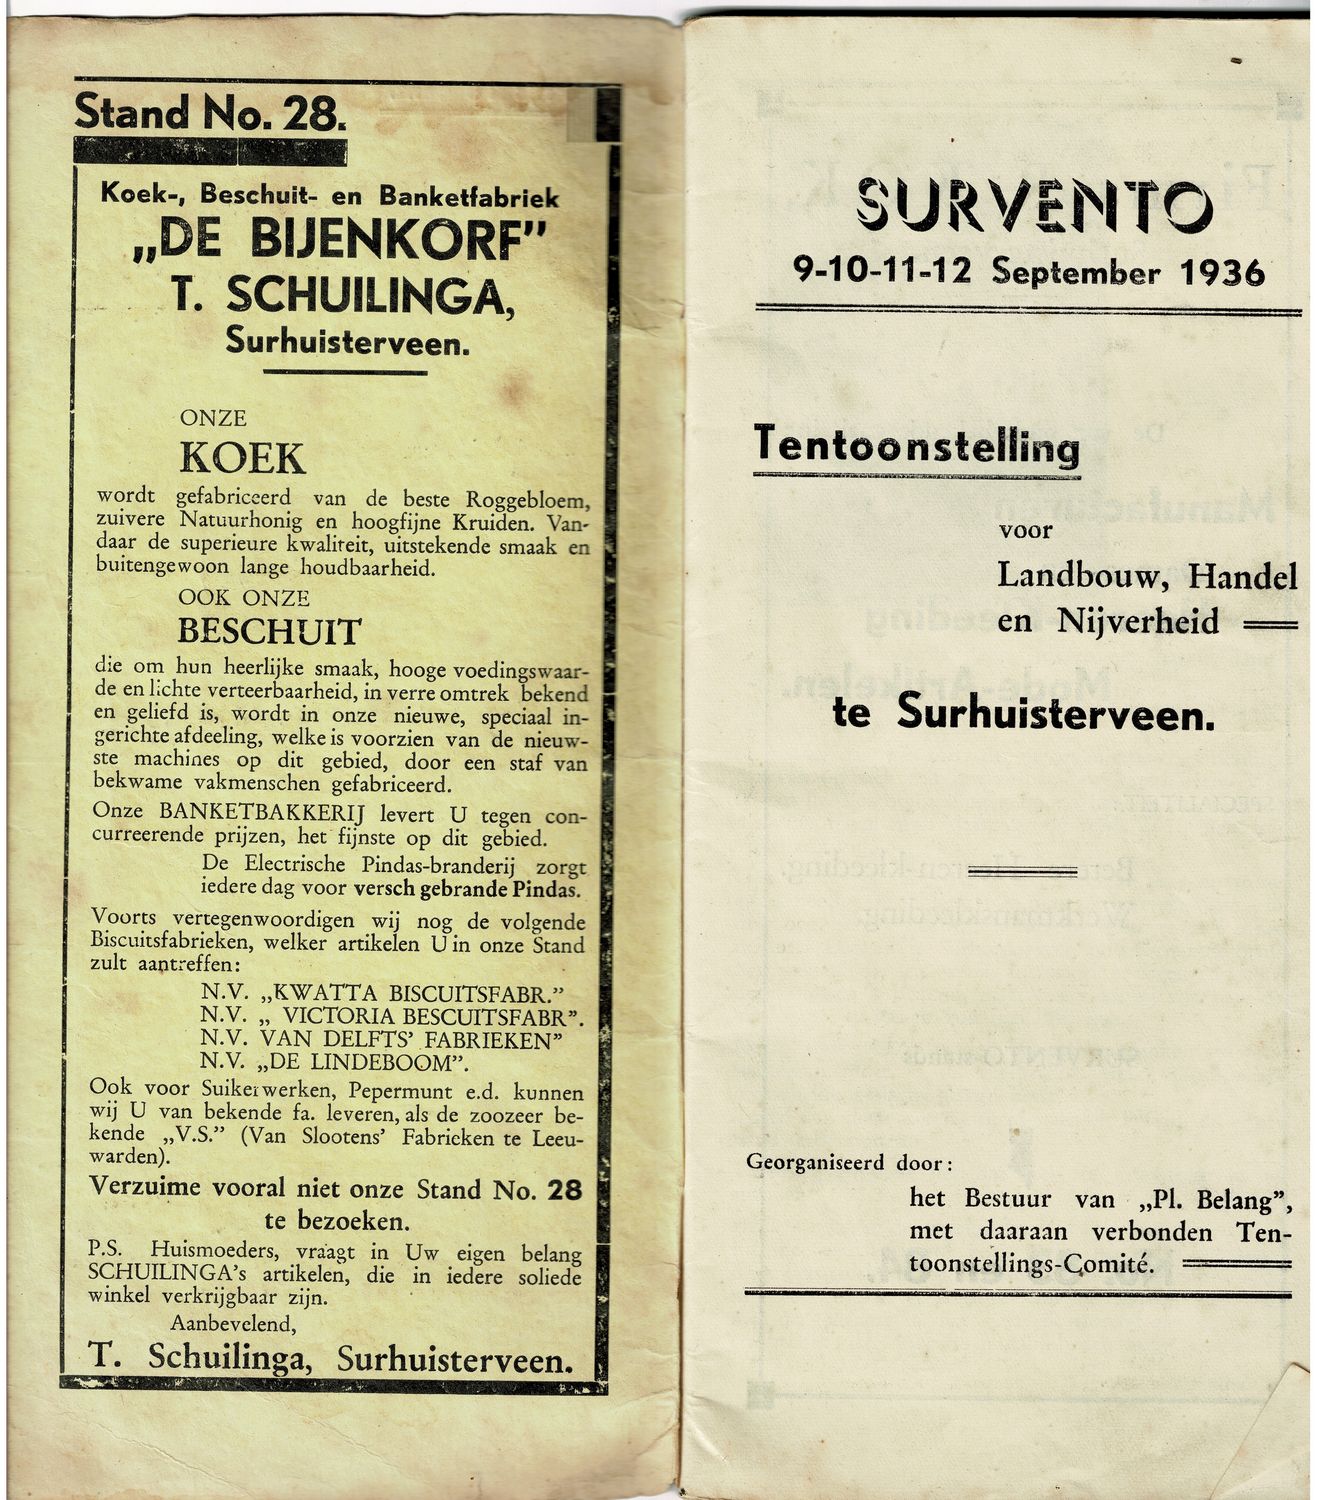 Stand No. 28.
Koek-, Beschuit- en Banketfabriek
„DE BIJENKORF”
T. SCHUILINGA,
Surhuisterveen.
ONZE
KOEK
wordt gefabriceerd van de beste Roggebloem,
zuivere Natuurhonig en hoogfijne Kruiden. Van-
daar de superieure kwaliteit, uitstekende smaak en
buitengewoon lange houdbaarheid.
OOK ONZE
BESCHUIT
die om hun heerlijke smaak, hooge voedingswaar-
de en lichte verteerbaarheid, in verre omtrek bekend
en geliefd is, wordt in onze nieuwe, speciaal in-
gerichte afdeeling, welke is voorzien van de nieuw-
ste machines op dit gebied, door een staf van
bekwame vakmenschen gefabriceerd.
Onze BANKETBAKKERIJ levert U tegen con-
curreerende prijzen, het fijnste op dit gebied.
De Electrische Pindas-branderij zorgt
iedere dag voor versch gebrande Pindas.
Voorts vertegenwoordigen wij nog de volgende
Biscuitsfabrieken, welker artikelen U in onze Stand
zult aantreffen:
N.V. „KWATTA BISCUITSFABR.”
N.V. „ VICTORIA BESCUITSFABR”.
N.V. VAN DELFTS’ FABRIEKEN”
N.V. „DE LINDEBOOM”.
Ook voor Suikerwerken, Pepermunt e.d. kunnen
wij U van bekende fa. leveren, als de zoozeer be-
kende „V.S.” (Van Slootens’ Fabrieken te Leeu-
warden).
Verzuime vooral niet onze Stand No. 28
te bezoeken.
P.S. Huismoeders, vraagt in Uw eigen belang
SCHUILINGA’s artikelen, die in iedere soliede
winkel verkrijgbaar zijn.
Aanbevelend,
T. Schuilinga, Surhuisterveen.
SURVENTO
9-10-11-12 September 1936
Tentoonstelling
voor
Landbouw, Handel
en Nijverheid
te Surhuisterveen.
Georganiseerd door:
het Bestuur van „Pl. Belang”,
met daaraan verbonden Ten-
toonstellings-Comité.